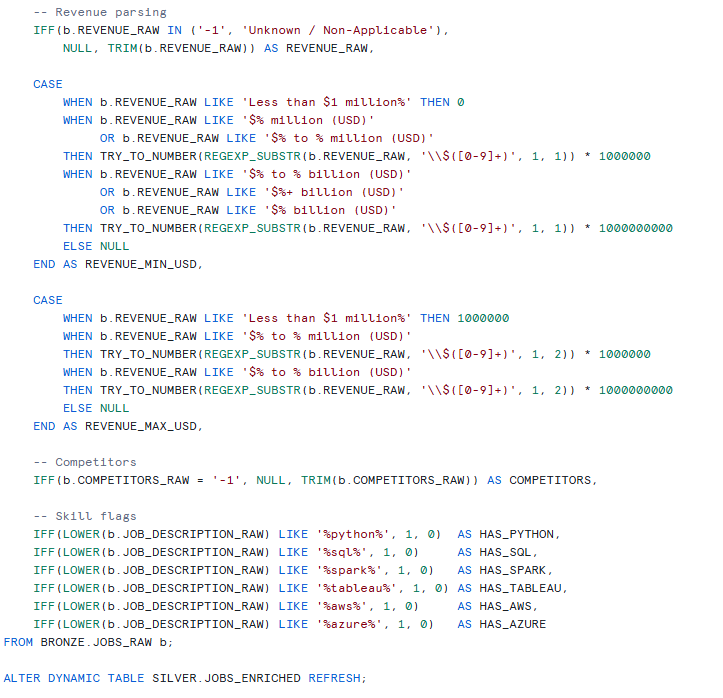 -- Revenue parsing
IFF(b.REVENUE_RAW IN ('-1', 'Unknown / Non-Applicable'),
NULL, TRIM(b.REVENUE_RAW)) AS REVENUE_RAW,
CASE
WHEN b.REVENUE_RAW LIKE 'Less than $1 million%' THEN 0
WHEN b.REVENUE_RAW LIKE '$% million (USD)'
OR b.REVENUE_RAW LIKE '$% to % million (USD)'
THEN TRY_TO_NUMBER(REGEXP_SUBSTR(b.REVENUE_RAW, '\\$([0-9]+)', 1, 1)) * 1000000
WHEN b.REVENUE_RAW LIKE '$% to % billion (USD)'
OR b.REVENUE_RAW LIKE '$%+ billion (USD)'
OR b.REVENUE_RAW LIKE '$% billion (USD)'
THEN TRY_TO_NUMBER(REGEXP_SUBSTR(b.REVENUE_RAW, '\\$([0-9]+)', 1, 1)) * 1000000000
ELSE NULL
END AS REVENUE_MIN_USD,
CASE
WHEN b.REVENUE_RAW LIKE 'Less than $1 million%' THEN 1000000
WHEN b.REVENUE_RAW LIKE '$% to % million (USD)'
THEN TRY_TO_NUMBER(REGEXP_SUBSTR(b.REVENUE_RAW, '\\$([0-9]+)', 1, 2)) * 1000000
WHEN b.REVENUE_RAW LIKE '$% to % billion (USD)'
THEN TRY_TO_NUMBER(REGEXP_SUBSTR(b.REVENUE_RAW, '\\$([0-9]+)', 1, 2)) * 1000000000
ELSE NULL
END AS REVENUE_MAX_USD,
-- Competitors
IFF(b.COMPETITORS_RAW = '-1', NULL, TRIM(b.COMPETITORS_RAW)) AS COMPETITORS,
-- Skill flags
IFF(LOWER(b.JOB_DESCRIPTION_RAW) LIKE '%python%', 1, 0) AS HAS_PYTHON,
IFF(LOWER(b.JOB_DESCRIPTION_RAW) LIKE '%sql%', 1, 0) AS HAS_SQL,
IFF(LOWER(b.JOB_DESCRIPTION_RAW) LIKE '%spark%', 1, 0) AS HAS_SPARK,
IFF(LOWER(b.JOB_DESCRIPTION_RAW) LIKE '%tableau%', 1, 0) AS HAS_TABLEAU,
IFF(LOWER(b.JOB_DESCRIPTION_RAW) LIKE '%aws%', 1, 0) AS HAS_AWS,
IFF(LOWER(b.JOB_DESCRIPTION_RAW) LIKE '%azure%', 1, 0) AS HAS_AZURE
FROM BRONZE.JOBS_RAW b;
ALTER DYNAMIC TABLE SILVER.JOBS_ENRICHED REFRESH;